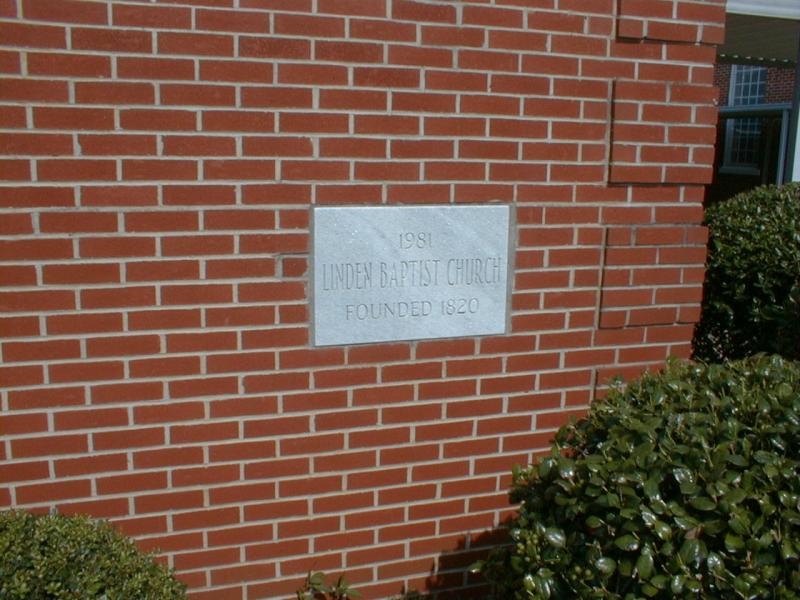 1981
LINDEN BAPTIST CHURCH
FOUNDED 1820